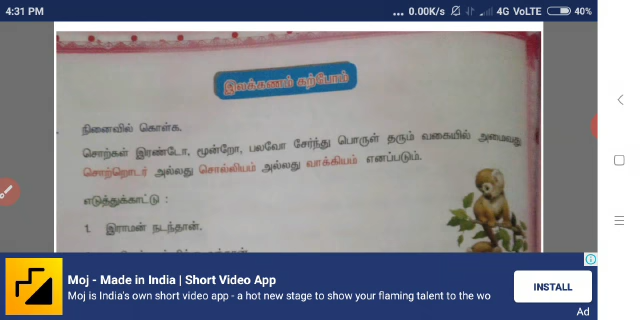 4:31 PM
... 0.00K/s 4G VoLTE 40%
இலக்கணம் கற்போம்
நினைவில் கொள்க.
சொற்கள் இரண்டோ, மூன்றோ, பலவோ சேர்ந்து பொருள் தரும் வகையில் அமைவது
சொற்றொடர் அல்லது சொல்லியம் அல்லது வாக்கியம் எனப்படும்.
எடுத்துக்காட்டு :
1. இராமன் நடந்தான்.
Moj - Made in India | Short Video App
Moj is India's own short video app - a hot new stage to show your flaming talent to the wo
INSTALL
Ad